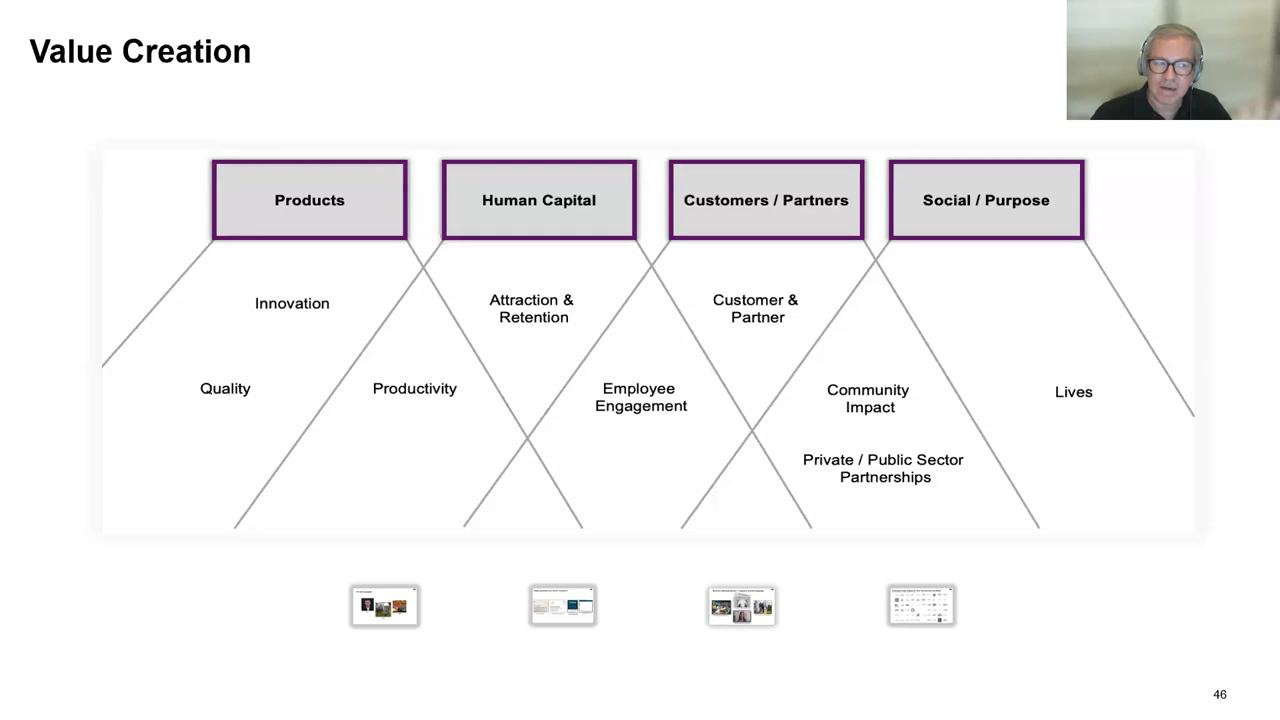 Value Creation
Products
Human Capital
Customers / Partners
Social / Purpose
Innovation
Attraction &
Retention
Customer &
Partner
Quality
Productivity
Employee
Engagement
Community
Impact
Lives
Private / Public Sector
Partnerships
46